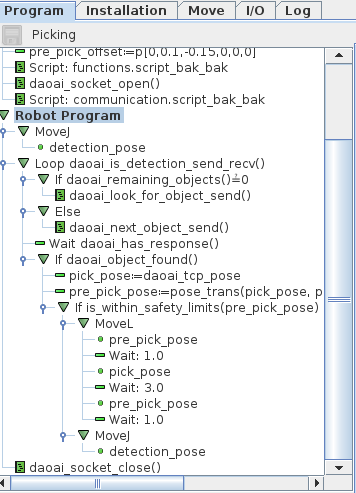 Program Installation Move I/O Log
Picking
pre_pick_offset:=p[0,0.1,-0.15,0,0,0]
Script: functions.script_bak_bak
daoai_socket_open()
Script: communication.script_bak_bak
Robot Program
MoveJ
detection_pose
Loop daoai_is_detection_send_recv()
If daoai_remaining_objects()≟0
daoai_look_for_object_send()
Else
daoai_next_object_send()
Wait daoai_has_response()
If daoai_object_found()
pick_pose:=daoai_tcp_pose
pre_pick_pose:=pose_trans(pick_pose, p
If is_within_safety_limits(pre_pick_pose)
MoveL
pre_pick_pose
Wait: 1.0
pick_pose
Wait: 3.0
pre_pick_pose
Wait: 1.0
MoveJ
detection_pose
daoai_socket_close()